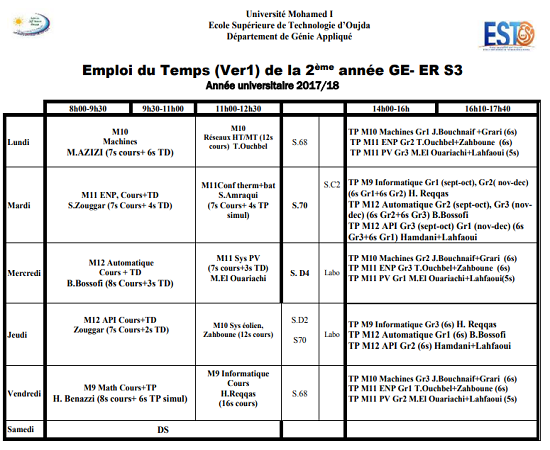 Université Mohamed I
Ecole Supérieure de Technologie d'Oujda
Département de Génie Appliqué
EST
Emploi du Temps (Ver1) de la 2ème année GE- ER S3
Année universitaire 2017/18
8h00-9h30 9h30-11h00 11h00-12h30 14h00-16h 16h10-17h40
Lundi
M10
Machines
M.AZIZI (7s cours+ 6s TD)
M10
Réseaux HT/MT (12s
cours) T.Ouchbel
S.68
TP M10 Machines Gr1 J.Bouchnaif +Grari (6s)
TP M11 ENP Gr2 T.Ouchbel+Zahboune (6s)
TP M11 PV Gr3 M.El Ouariachi+Lahfaoui (5s)
Mardi
M11 ENP, Cours+TD
S.Zouggar (7s Cours+ 4s TD)
M11Conf therm+bat
S.Amraqui
(7s Cours+ 4s TP
simul)
S.70
S.C2
TP M9 Informatique Gr1 (sept-oct), Gr2( nov-
dec) (6s Gr1+6s Gr2) H. Reqqas
TP M12 Automatique Gr2 (sept-oct), Gr3 (nov-
dec) (6s Gr2+6s Gr3) B.Bossofi
TP M12 API Gr3 (sept-oct) Gr1 (nov-dec) (6s
Gr3+6s Gr1) Hamdani+Lahfaoui
Mercredi
M12 Automatique
Cours + TD
B.Bossofi (8s Cours+3s TD)
M11 Sys PV
(7s cours+3s TD)
M.El Ouariachi
S. D4
Labo
TP M10 Machines Gr2 J.Bouchnaif+Grari (6s)
TP M11 ENP Gr3 T.Ouchbel+Zahboune (6s)
TP M11 PV Gr1 M.El Ouariachi+Lahfaoui(5s)
Jeudi
M12 API Cours+TD
Zouggar (7s Cours+2s TD)
M10 Sys éolien,
Zahboune (12s cours)
S.D2
S70
Labo
TP M9 Informatique Gr3 (6s) H. Reqqas
TP M12 Automatique Gr1 (6s) B.Bossofi
TP M12 API Gr2 (6s) Hamdani+Lahfaoui
Vendredi
M9 Math Cours+TP
H. Benazzi (8s cours+ 6s TP simul)
M9 Informatique
Cours
H.Reqqas
(16s cours)
S.68
TP M10 Machines Gr3 J.Bouchnaif+Grari (6s)
TP M11 ENP Gr1 T.Ouchbel+Zahboune (6s)
TP M11 PV Gr2 M.El Ouariachi+Lahfaoui (5s)
Samedi DS